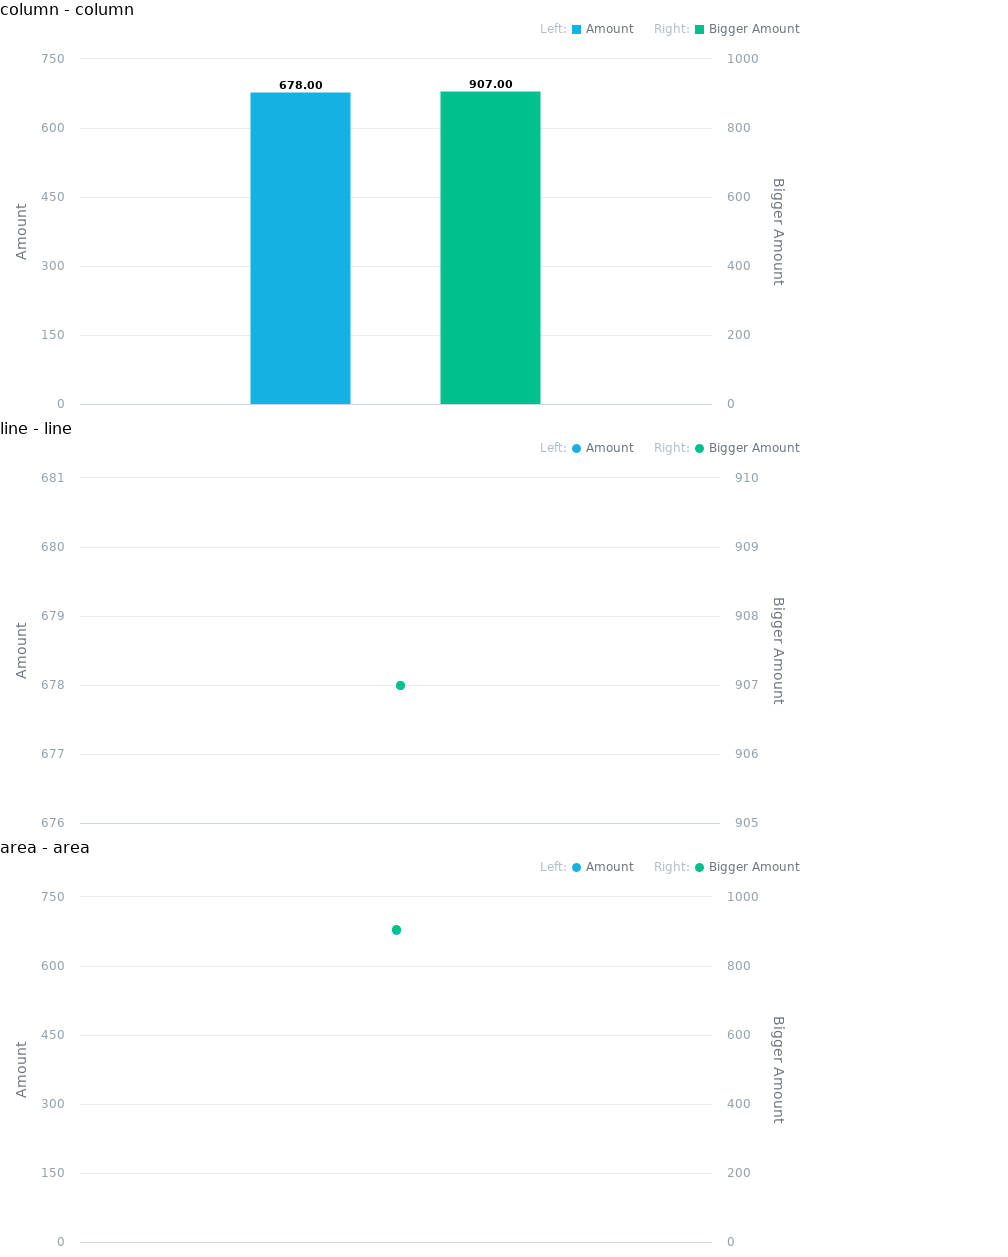 column - column
Left: Amount Right: Bigger Amount
750 1000
678.00 907.00
600 800
450 600
Amount Bigger Amount
300 400
150 200
0 0
line - line
Left: Amount Right: Bigger Amount
681 910
680 909
679 908
Amount Bigger Amount
678 907
677 906
676 905
area - area
Left: Amount Right: Bigger Amount
750 1000
600 800
450 600
Amount Bigger Amount
300 400
150 200
0 0